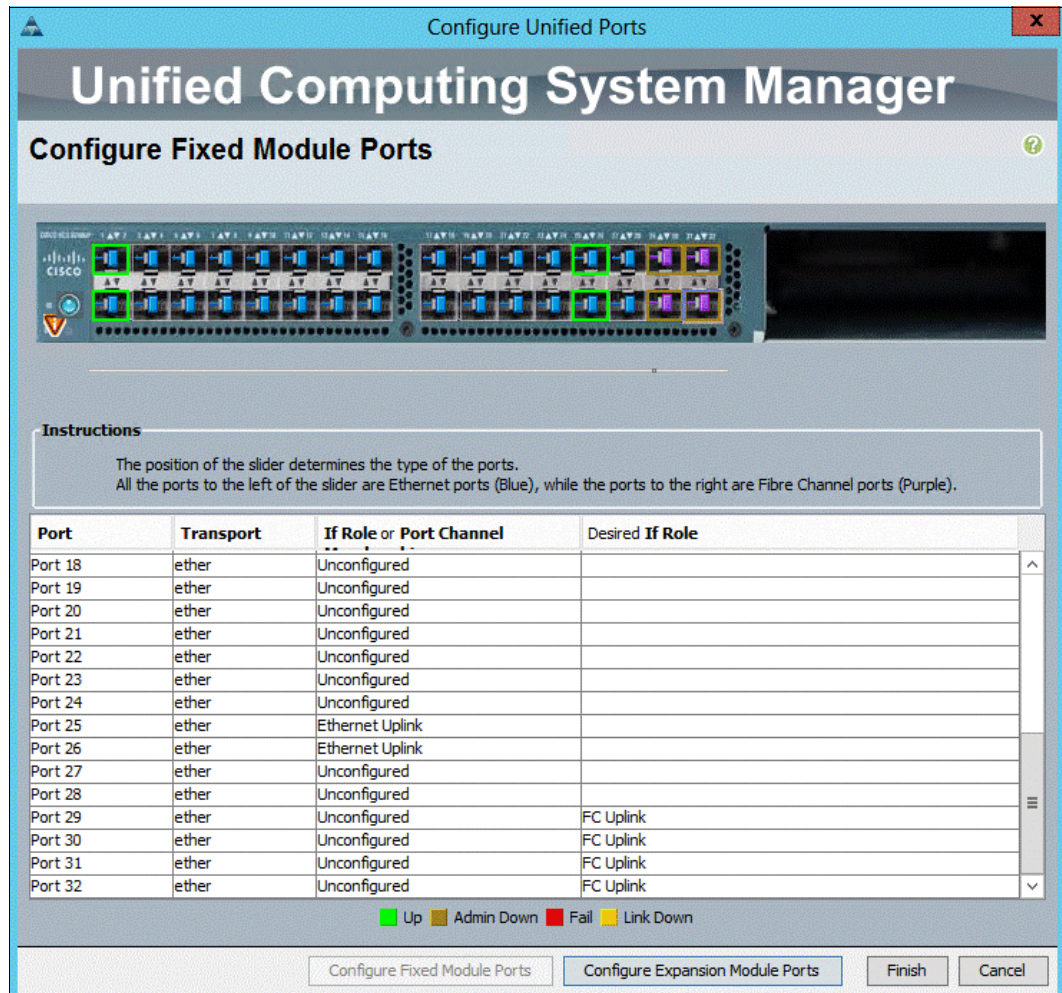 Configure Unified Ports
x
Unified Computing System Manager
Configure Fixed Module Ports
?
CISCO
Instructions
The position of the slider determines the type of the ports.
All the ports to the left of the slider are Ethernet ports (Blue), while the ports to the right are Fibre Channel ports (Purple).
Port Transport If Role or Port Channel Desired If Role
Port 18 ether Unconfigured
Port 19 ether Unconfigured
Port 20 ether Unconfigured
Port 21 ether Unconfigured
Port 22 ether Unconfigured
Port 23 ether Unconfigured
Port 24 ether Unconfigured
Port 25 ether Ethernet Uplink
Port 26 ether Ethernet Uplink
Port 27 ether Unconfigured
Port 28 ether Unconfigured
Port 29 ether Unconfigured FC Uplink
Port 30 ether Unconfigured FC Uplink
Port 31 ether Unconfigured FC Uplink
Port 32 ether Unconfigured FC Uplink
Up Admin Down Fail Link Down
Configure Fixed Module Ports Configure Expansion Module Ports Finish Cancel